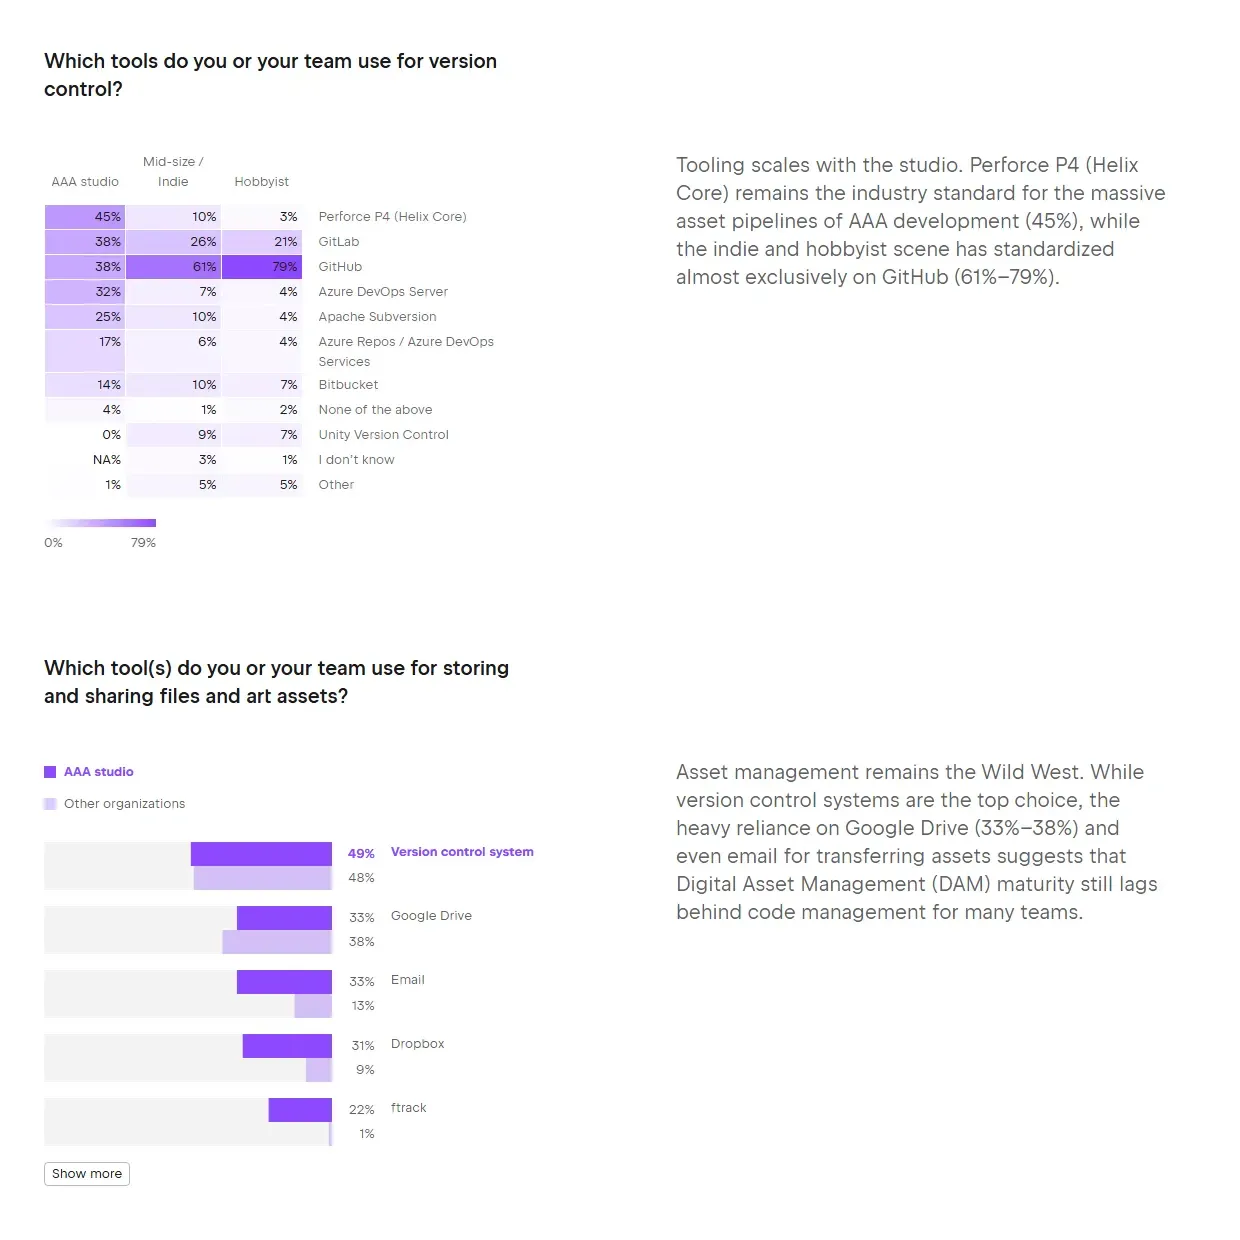 Which tools do you or your team use for version
control?
Mid-size /
AAA studio Indie Hobbyist
45% 10% 3% Perforce P4 (Helix Core)
38% 26% 21% GitLab
38% 61% 79% GitHub
32% 7% 4% Azure DevOps Server
25% 10% 4% Apache Subversion
17% 6% 4% Azure Repos / Azure DevOps
Services
14% 10% 7% Bitbucket
4% 1% 2% None of the above
0% 9% 7% Unity Version Control
NA% 3% 1% I don't know
1% 5% 5% Other
0% 79%
Tooling scales with the studio. Perforce P4 (Helix
Core) remains the industry standard for the massive
asset pipelines of AAA development (45%), while
the indie and hobbyist scene has standardized
almost exclusively on GitHub (61%–79%).
Which tool(s) do you or your team use for storing
and sharing files and art assets?
AAA studio
Other organizations
49% Version control system
48%
33% Google Drive
38%
33% Email
13%
31% Dropbox
9%
22% ftrack
1%
Show more
Asset management remains the Wild West. While
version control systems are the top choice, the
heavy reliance on Google Drive (33%–38%) and
even email for transferring assets suggests that
Digital Asset Management (DAM) maturity still lags
behind code management for many teams.